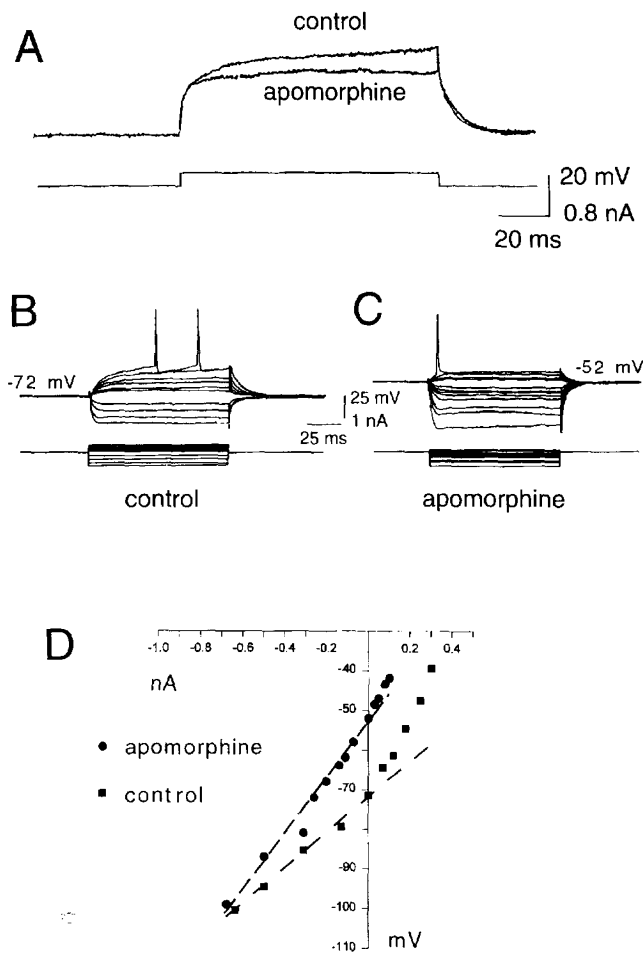 A
control
apomorphine
20 mV
0.8 nA
20 ms
B
C
-72 mV
-52 mV
25 mV
1 nA
25 ms
control
apomorphine
D
-1.0 -0.8 -0.6 -0.4 -0.2 0.2 0.4
nA
-40
-50
-60
-70
-80
-90
-100
-110
apomorphine
control
mV